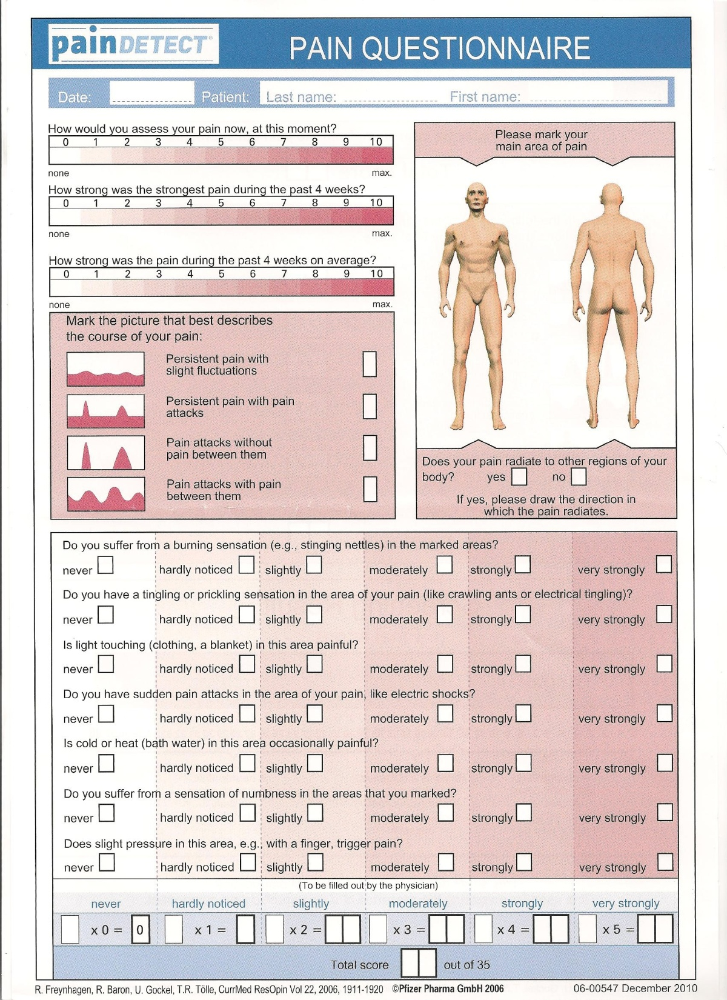 painDETECT®
PAIN QUESTIONNAIRE
Date: Patient: Last name: First name:
How would you assess your pain now, at this moment?
0 1 2 3 4 5 6 7 8 9 10
none max.
How strong was the strongest pain during the past 4 weeks?
0 1 2 3 4 5 6 7 8 9 10
none max.
How strong was the pain during the past 4 weeks on average?
0 1 2 3 4 5 6 7 8 9 10
none max.
Mark the picture that best describes
the course of your pain:
Persistent pain with
slight fluctuations
Persistent pain with pain
attacks
Pain attacks without
pain between them
Pain attacks with pain
between them
Please mark your
main area of pain
Does your pain radiate to other regions of your
body? yes no
If yes, please draw the direction in
which the pain radiates.
Do you suffer from a burning sensation (e.g., stinging nettles) in the marked areas?
never hardly noticed slightly moderately strongly very strongly
Do you have a tingling or prickling sensation in the area of your pain (like crawling ants or electrical tingling)?
never hardly noticed slightly moderately strongly very strongly
Is light touching (clothing, a blanket) in this area painful?
never hardly noticed slightly moderately strongly very strongly
Do you have sudden pain attacks in the area of your pain, like electric shocks?
never hardly noticed slightly moderately strongly very strongly
Is cold or heat (bath water) in this area occasionally painful?
never hardly noticed slightly moderately strongly very strongly
Do you suffer from a sensation of numbness in the areas that you marked?
never hardly noticed slightly moderately strongly very strongly
Does slight pressure in this area, e.g., with a finger, trigger pain?
never hardly noticed slightly moderately strongly very strongly
(To be filled out by the physician)
never hardly noticed slightly moderately strongly very strongly
x 0 = 0 x 1 = x 2 = x 3 = x 4 = x 5 =
Total score out of 35
R. Freynhagen, R. Baron, U. Gockel, T.R. Tölle, CurrMed ResOpin Vol 22, 2006, 1911-1920 ©Pfizer Pharma GmbH 2006 06-00547 December 2010